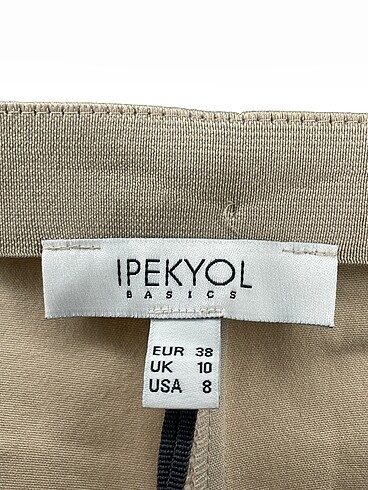 IPEKYOL
BASICS
EUR 38
UK 10
USA 8